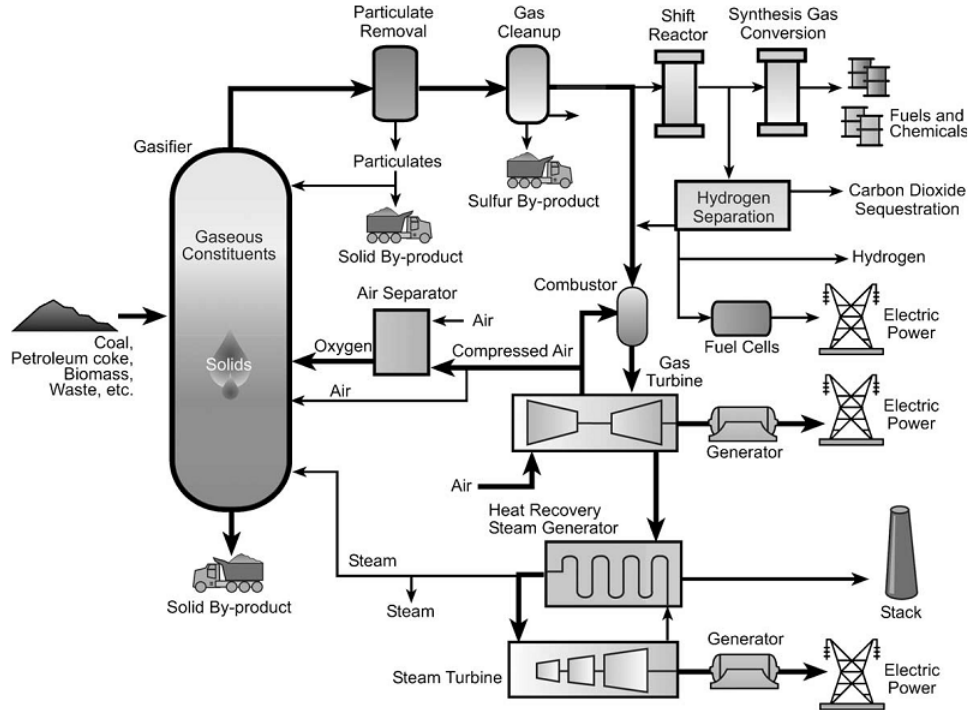 Particulate
Removal
Gas
Cleanup
Shift
Reactor
Synthesis Gas
Conversion
Fuels and
Chemicals
Gasifier
Particulates
Sulfur By-product
Hydrogen
Separation
Carbon Dioxide
Sequestration
Gaseous
Constituents
Solid By-product
Hydrogen
Combustor
Air Separator
Air
Electric
Power
Fuel Cells
Coal,
Petroleum coke,
Biomass,
Waste, etc.
Solids
Oxygen
Compressed Air
Gas
Turbine
Air
Electric
Power
Generator
Air
Heat Recovery
Steam Generator
Steam
Solid By-product
Steam
Stack
Generator
Steam Turbine
Electric
Power